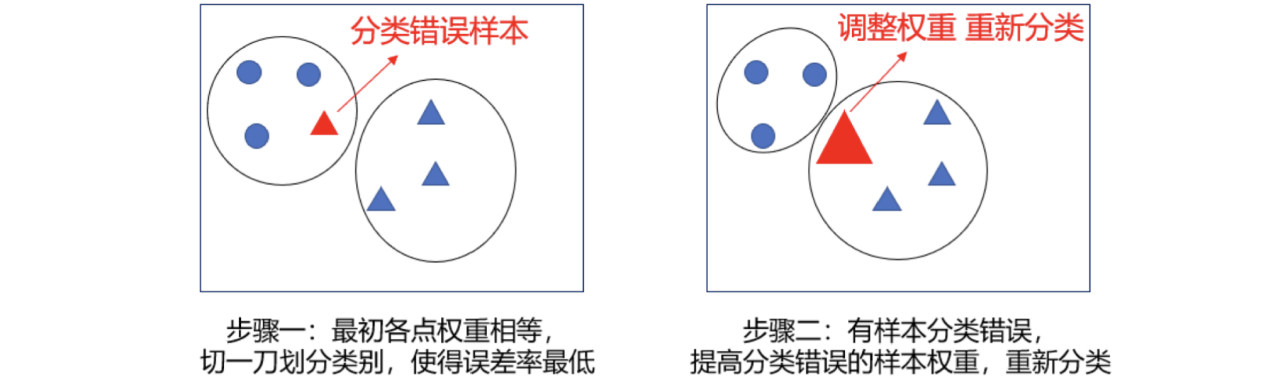 分类错误样本
调整权重 重新分类
步骤一：最初各点权重相等，
切一刀划分类别，使得误差率最低
步骤二：有样本分类错误，
提高分类错误的样本权重，重新分类